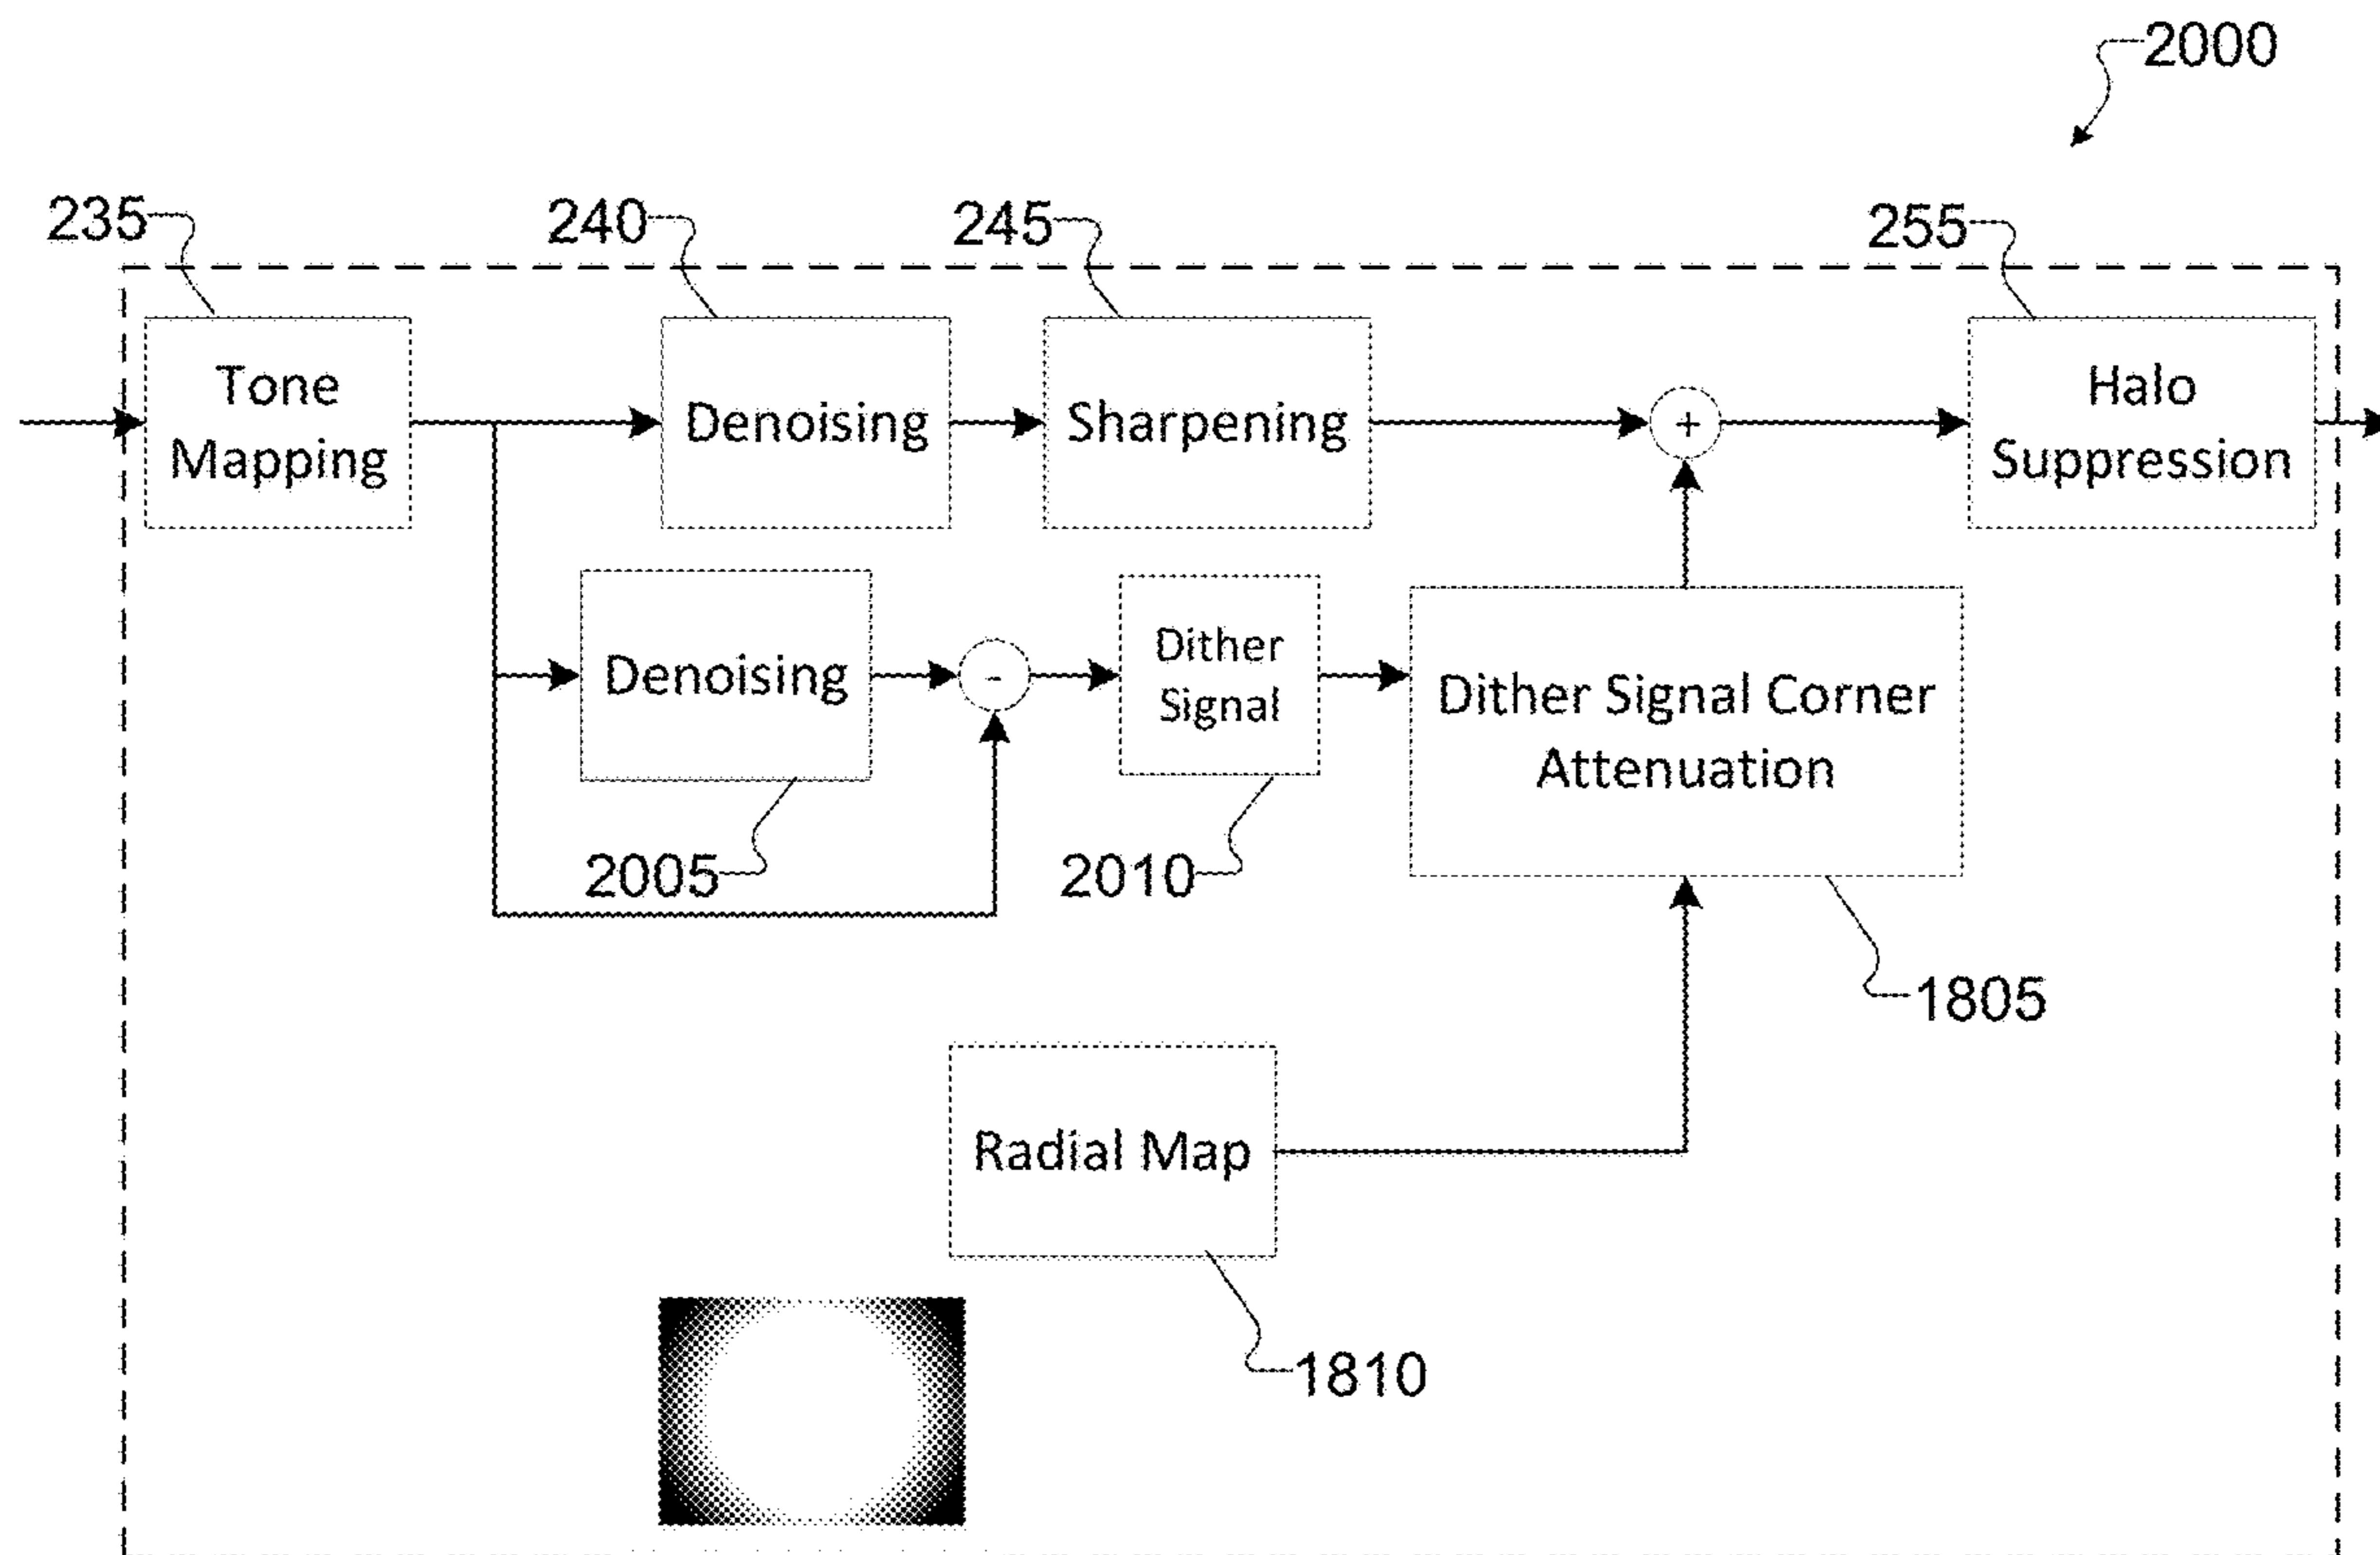 2000
235
240
245
255
Tone
Mapping
Denoising
Sharpening
+
Halo
Suppression
Denoising
-
Dither
Signal
Dither Signal Corner
Attenuation
2005
2010
1805
Radial Map
1810